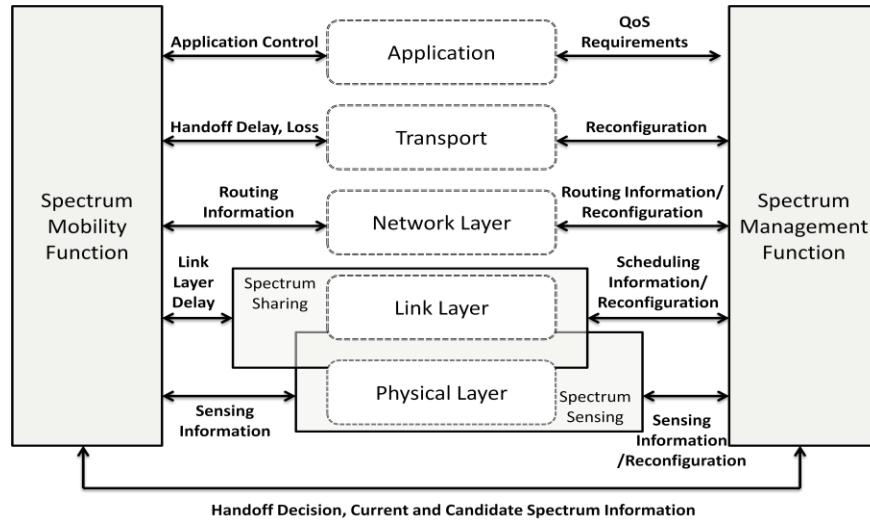 Application Control
Application
QoS
Requirements
Handoff Delay, Loss
Transport
Reconfiguration
Spectrum
Mobility
Function
Routing
Information
Network Layer
Routing Information/
Reconfiguration
Spectrum
Management
Function
Link
Layer
Delay
Spectrum
Sharing
Link Layer
Scheduling
Information/
Reconfiguration
Sensing
Information
Physical Layer
Spectrum
Sensing
Sensing
Information
/Reconfiguration
Handoff Decision, Current and Candidate Spectrum Information